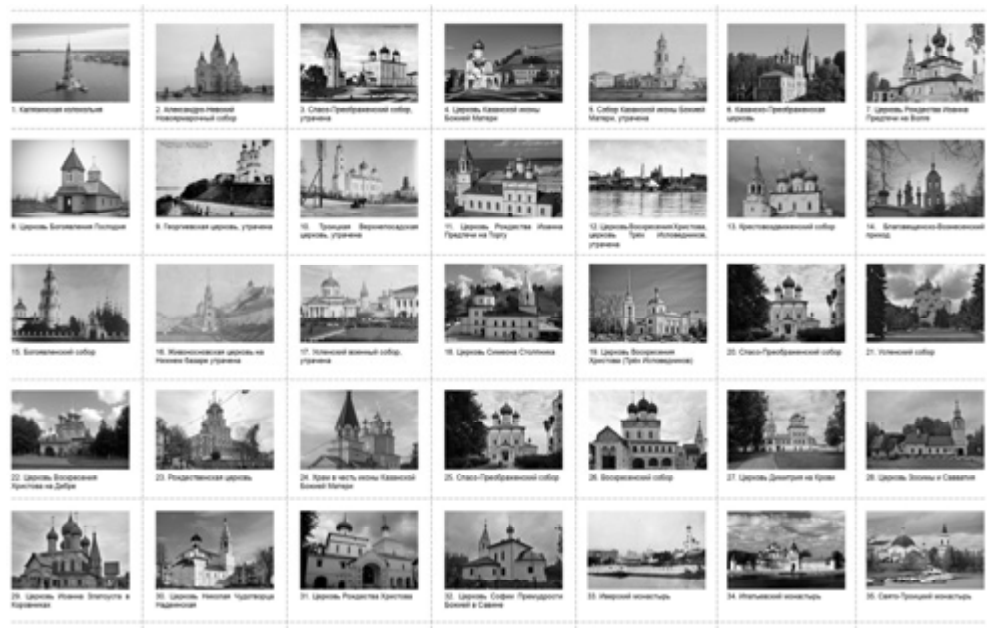 1. Калязинская колокольня
2. Александро-Невский
Новоярмарочный собор
3. Спасо-Преображенский собор,
утрачена
4. Церковь Казанской иконы
Божией Матери
5. Собор Казанской иконы Божией
Матери, утрачена
6. Казанско-Преображенская
церковь
7. Церковь Рождества Иоанна
Предтечи на Волге
8. Церковь Богоявления Господня
9. Георгиевская церковь, утрачена
10. Троицкая Верхнепосадская
церковь, утрачена
11. Церковь Рождества Иоанна
Предтечи на Торгу
12. Церковь Воскресения Христова,
церковь Трёх Исповедников,
утрачена
13. Крестовоздвиженский собор
14. Благовещенско-Вознесенский
приход
15. Богоявленский собор
16. Живоносновская церковь на
Нижнем базаре утрачена
17. Успенский военный собор,
утрачена
18. Церковь Симеона Столпника
19. Церковь Воскресения
Христова (Трёх Исповедников)
20. Спасо-Преображенский собор
21. Успенский собор
22. Церковь Воскресения
Христова на Дебре
23. Рождественская церковь
24. Храм в честь иконы Казанской
Божией Матери
25. Спасо-Преображенский собор
26. Воскресенский собор
27. Церковь Димитрия на Крови
28. Церковь Зосимы и Савватия
29. Церковь Иоанна Златоуста в
Коровниках
30. Церковь Николая Чудотворца
Надеинская
31. Церковь Рождества Христова
32. Церковь Софии Премудрости
Божией в Савине
33. Иверский монастырь
34. Ипатьевский монастырь
35. Свято-Троицкий монастырь